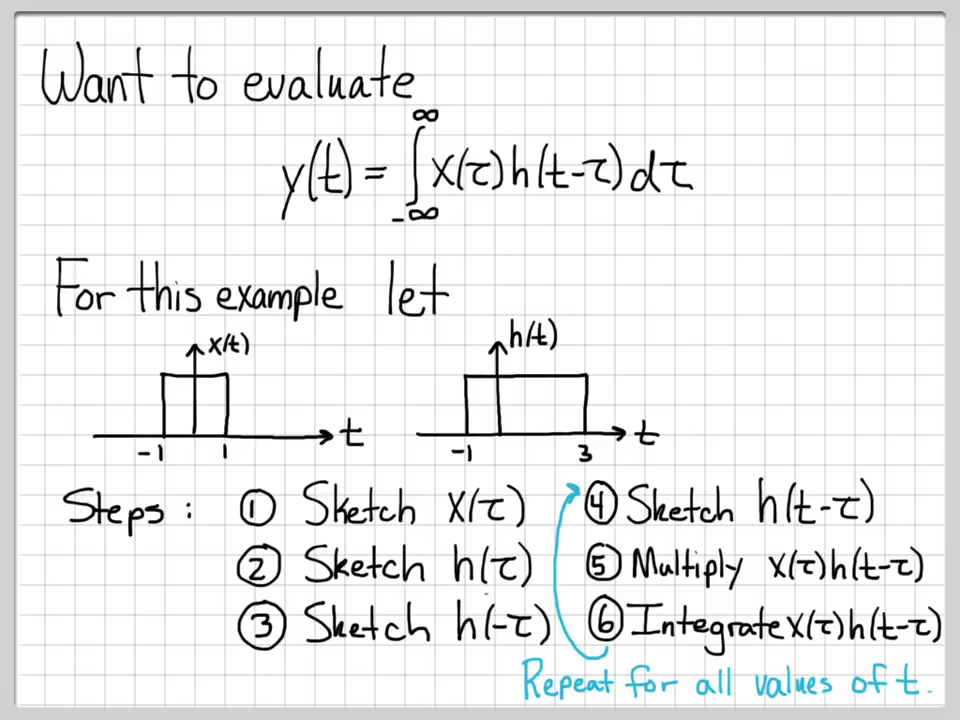 Want to evaluate
y(t) = ∫_{-∞}^{∞} x(τ)h(t-τ)dτ
For this example let
x(t)
-1 1 t
h(t)
-1 3 t
Steps: ① Sketch x(τ)
② Sketch h(τ)
③ Sketch h(-τ)
④ Sketch h(t-τ)
⑤ Multiply x(τ)h(t-τ)
⑥ Integrate x(τ)h(t-τ)
Repeat for all values of t.